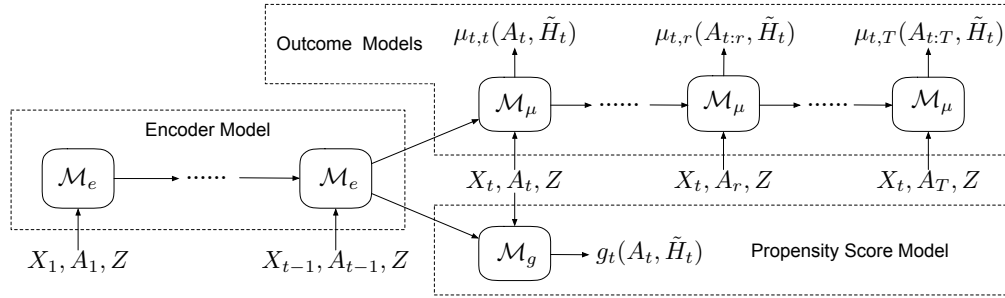 Outcome Models
μ_{t,t}(A_t, H̃_t)
μ_{t,r}(A_{t:r}, H̃_t)
μ_{t,T}(A_{t:T}, H̃_t)
ℳ_μ
......
ℳ_μ
......
ℳ_μ
Encoder Model
ℳ_e
......
ℳ_e
X_t, A_t, Z
X_t, A_r, Z
X_t, A_T, Z
X_1, A_1, Z
X_{t-1}, A_{t-1}, Z
ℳ_g
g_t(A_t, H̃_t)
Propensity Score Model